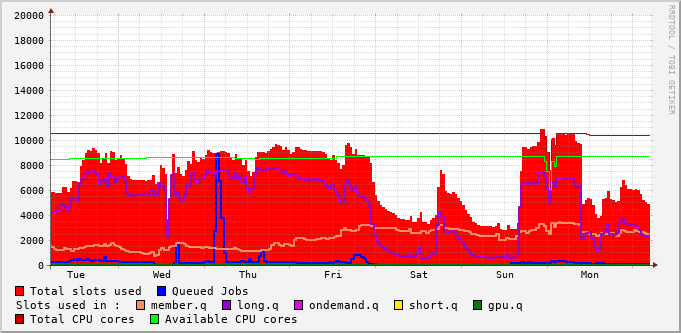 20000
18000
16000
14000
12000
10000
8000
6000
4000
2000
0
Tue Wed Thu Fri Sat Sun Mon
Total slots used Queued Jobs
Slots used in : member.q long.q ondemand.q short.q gpu.q
Total CPU cores Available CPU cores
RRDTOOL / TOBI OETIKER